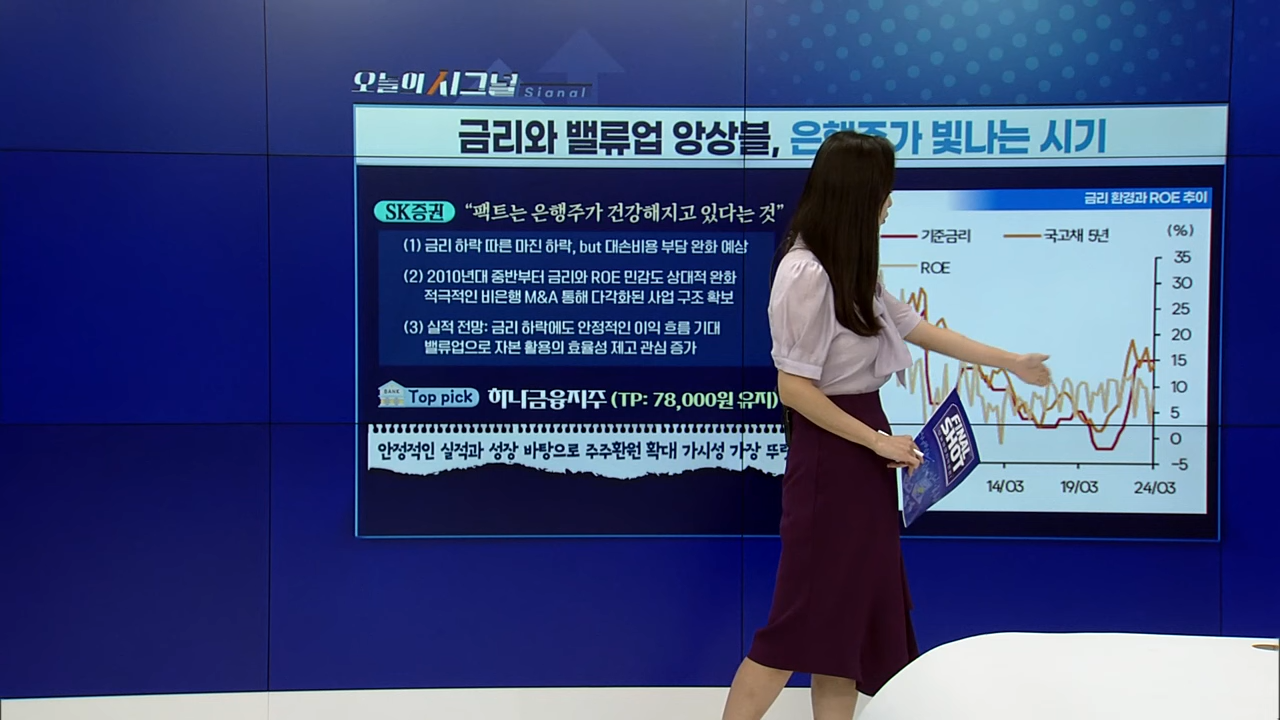 오늘의 시그널
Signal
금리와 밸류업 앙상블, 은행주가 빛나는 시기
SK증권 “팩트는 은행주가 건강해지고 있다는 것”
(1) 금리 하락 따른 마진 하락, but 대손비용 부담 완화 예상
(2) 2010년대 중반부터 금리와 ROE 민감도 상대적 완화
적극적인 비은행 M&A 통해 다각화된 사업 구조 확보
(3) 실적 전망: 금리 하락에도 안정적인 이익 흐름 기대
밸류업으로 자본 활용의 효율성 제고 관심 증가
BANK
Top pick 하나금융지주 (TP: 78,000원 유지)
안정적인 실적과 성장 바탕으로 주주환원 확대 가시성 가장
금리 환경과 ROE 추이
기준금리 국고채 5년 (%)
ROE
35
30
25
20
15
10
5
0
-5
14/03 19/03 24/03
FINAL
SHOT